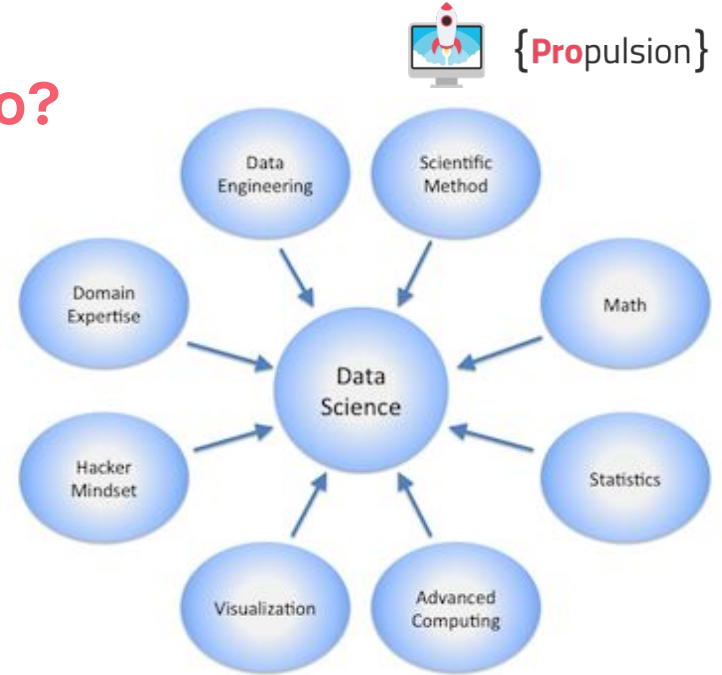 {Propulsion}
o?
Data
Engineering
Scientific
Method
Domain
Expertise
Math
Data
Science
Hacker
Mindset
Statistics
Visualization
Advanced
Computing